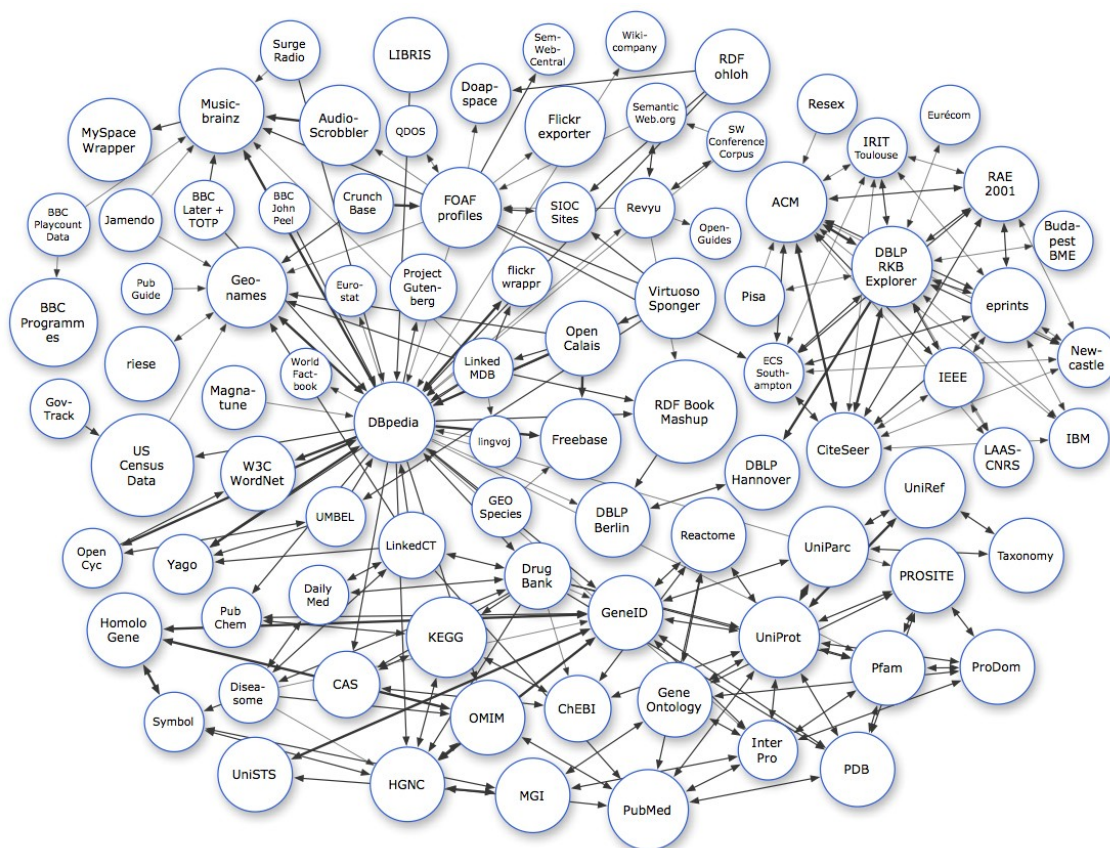 Surge
Radio
LIBRIS
Sem-
Web-
Central
Wiki-
company
RDF
ohloh
Music-
brainz
Doap-
space
MySpace
Wrapper
Audio-
Scrobbler
QDOS
Flickr
exporter
Semantic
Web.org
SW
Conference
Corpus
Resex
Eurécom
IRIT
Toulouse
RAE
2001
ACM
BBC
Playcount
Data
Jamendo
BBC
Later +
TOTP
BBC
John
Peel
Crunch
Base
FOAF
profiles
SIOC
Sites
Revyu
Open-
Guides
DBLP
RKB
Explorer
Buda-
pest
BME
Pub
Guide
Geo-
names
Euro-
stat
Project
Guten-
berg
flickr
wrappr
Virtuoso
Sponger
Pisa
eprints
BBC
Programm
es
riese
World
Fact-
book
Linked
MDB
Open
Calais
ECS
South-
ampton
IEEE
New-
castle
Gov-
Track
Magna-
tune
DBpedia
RDF Book
Mashup
lingvoj
Freebase
US
Census
Data
W3C
WordNet
CiteSeer
LAAS-
CNRS
IBM
DBLP
Hannover
UniRef
GEO
Species
UMBEL
DBLP
Berlin
Reactome
UniParc
Taxonomy
Open
Cyc
Yago
LinkedCT
Drug
Bank
PROSITE
Daily
Med
Pub
Chem
Homolo
Gene
KEGG
GeneID
UniProt
Pfam
ProDom
Disea-
some
CAS
Gene
Ontology
ChEBI
OMIM
Symbol
Inter
Pro
UniSTS
HGNC
MGI
PubMed
PDB